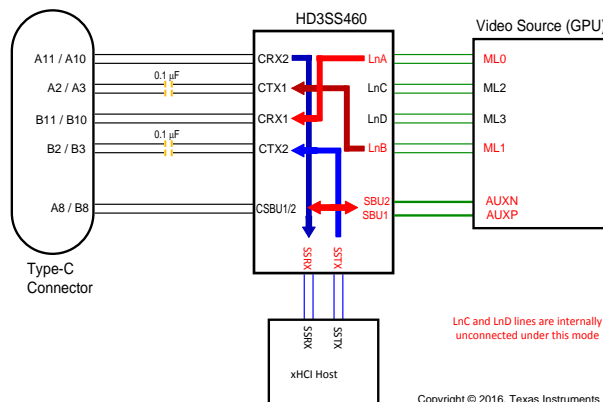 HD3SS460
Video Source (GPU)
A11 / A10
CRX2
LnA
ML0
0.1 µF
A2 / A3
CTX1
LnC
ML2
B11 / B10
CRX1
LnD
ML3
0.1 µF
B2 / B3
CTX2
LnB
ML1
A8 / B8
CSBU1/2
SBU2
SBU1
AUXN
AUXP
SSRX
SSTX
Type-C
Connector
SSRX
SSTX
LnC and LnD lines are internally
unconnected under this mode
xHCI Host
Copyright © 2016, Texas Instruments